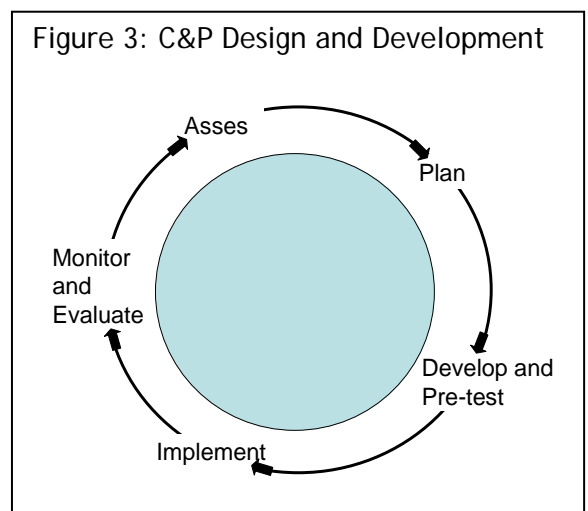 Figure 3: C&P Design and Development
Asses
Plan
Develop and
Pre-test
Implement
Monitor
and
Evaluate